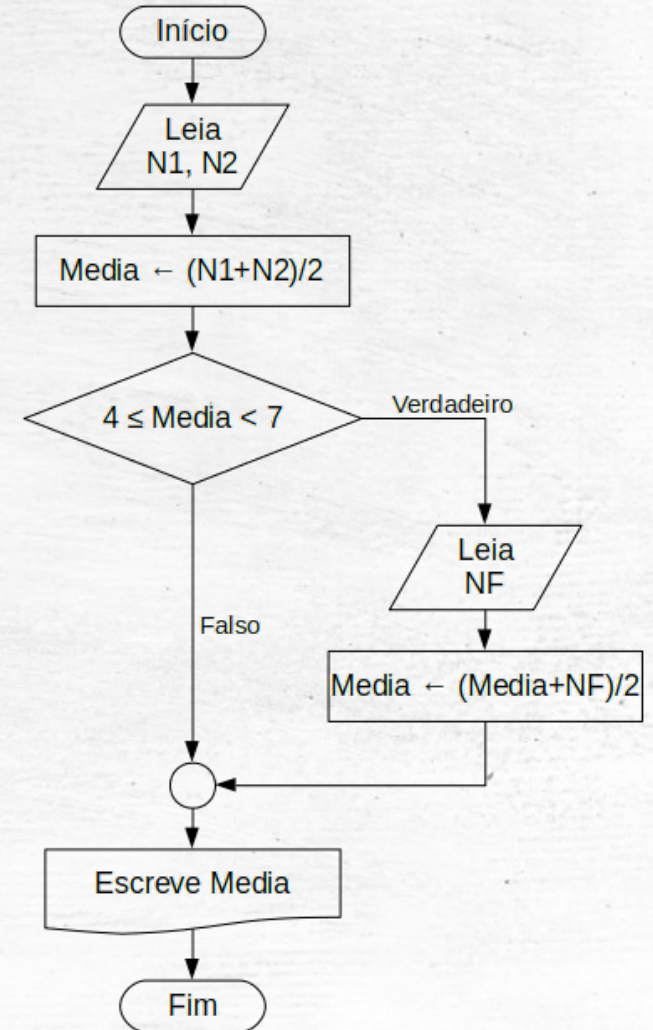 Início
Leia
N1, N2
Media ← (N1+N2)/2
4 ≤ Media < 7
Verdadeiro
Leia
NF
Falso
Media ← (Media+NF)/2
Escreve Media
Fim